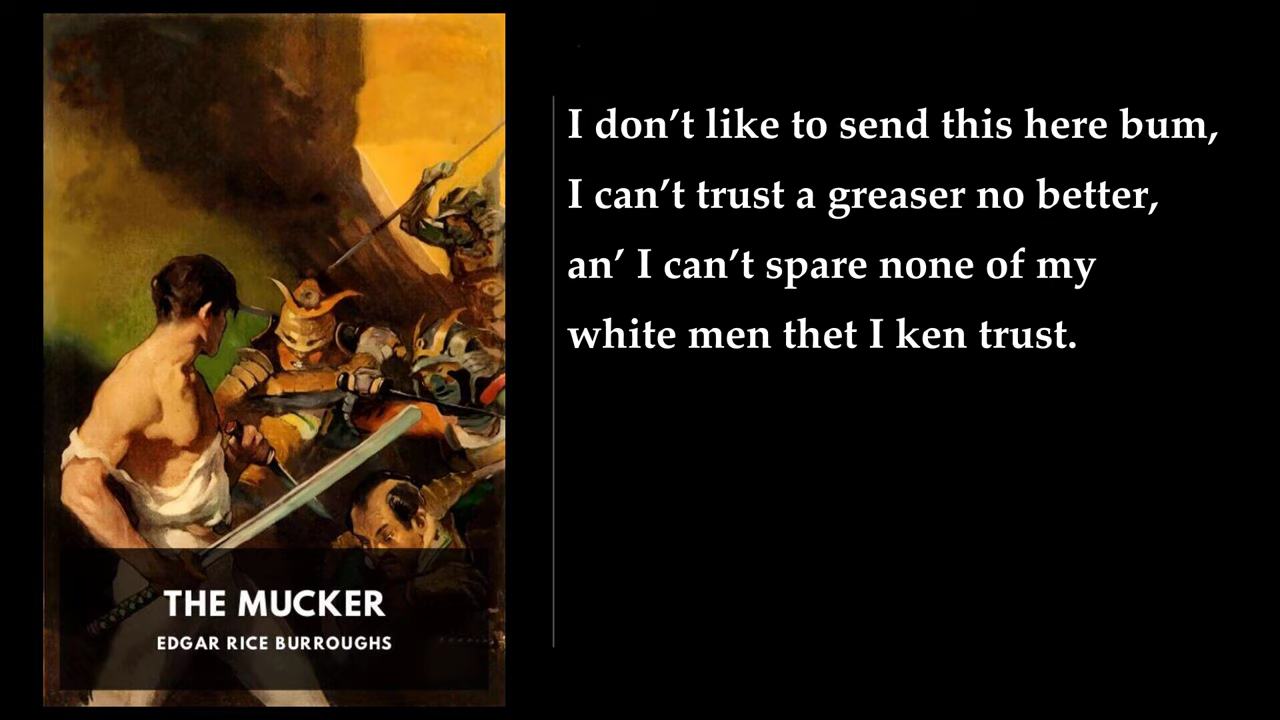 I don’t like to send this here bum,
I can’t trust a greaser no better,
an’ I can’t spare none of my
white men thet I ken trust.
THE MUCKER
EDGAR RICE BURROUGHS